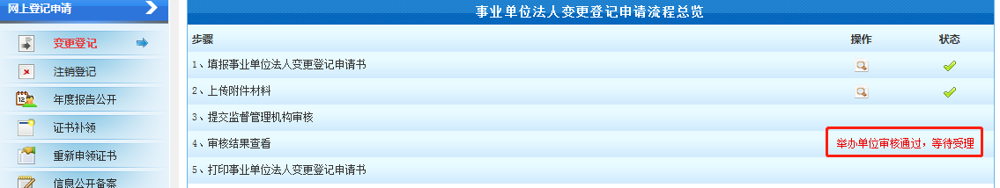 网上登记申请
变更登记
注销登记
年度报告公开
证书补领
重新申领证书
信息公开备案
事业单位法人变更登记申请流程总览
步骤 操作 状态
1、填报事业单位法人变更登记申请书
2、上传附件材料
3、提交监督管理机构审核
4、审核结果查看 举办单位审核通过，等待受理
5、打印事业单位法人变更登记申请书